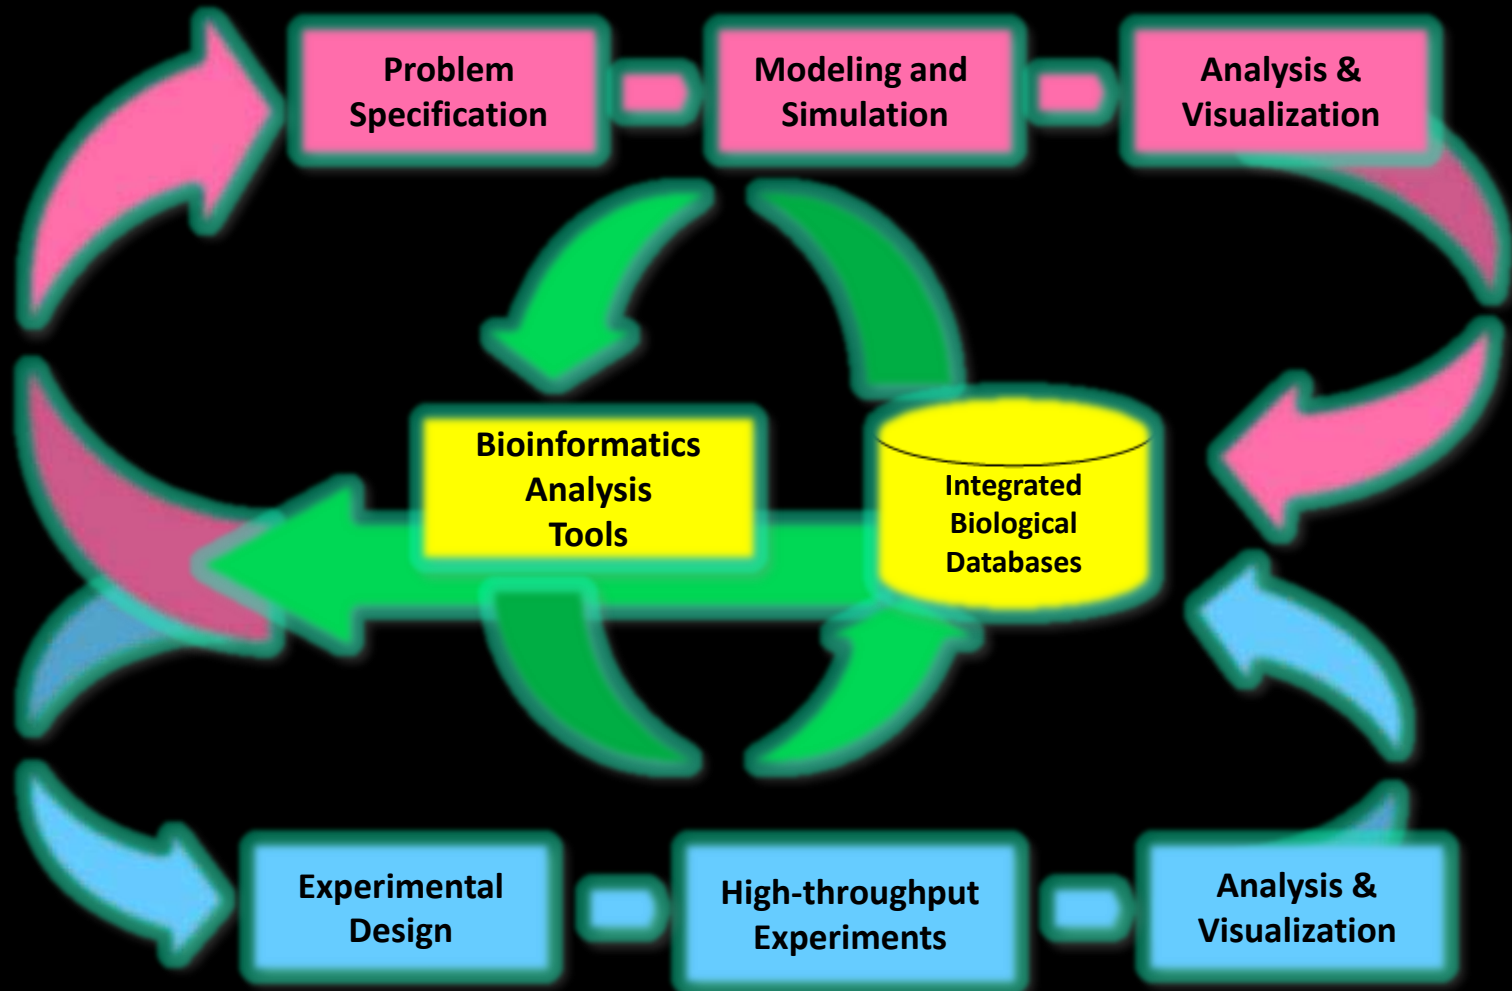 Problem
Specification
Modeling and
Simulation
Analysis &
Visualization
Bioinformatics
Analysis
Tools
Integrated
Biological
Databases
Experimental
Design
High-throughput
Experiments
Analysis &
Visualization